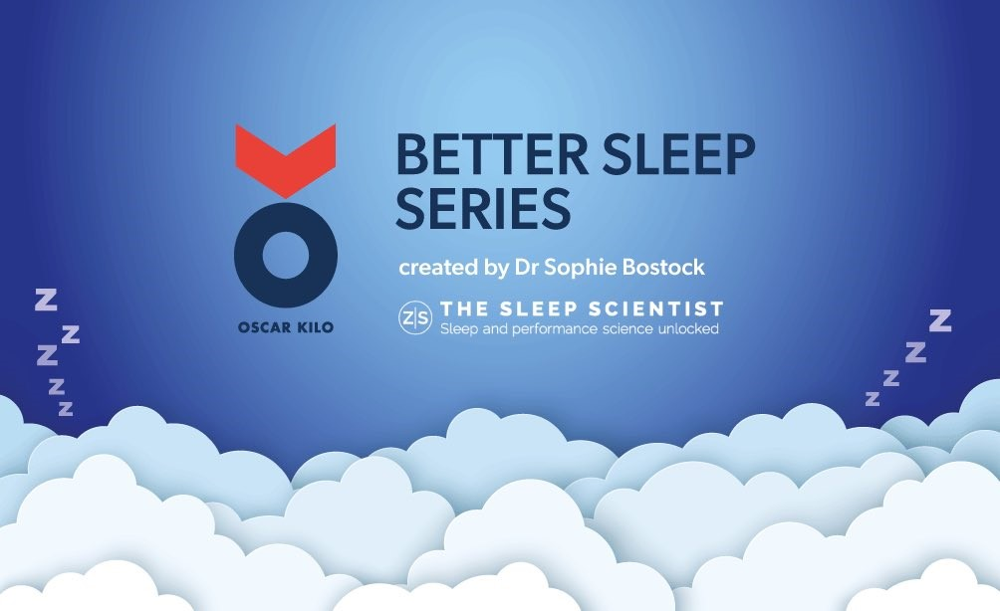 BETTER SLEEP
SERIES
created by Dr Sophie Bostock
Z|S THE SLEEP SCIENTIST
Sleep and performance science unlocked
OSCAR KILO
Z
Z
Z
Z
Z
Z
Z
Z
Z